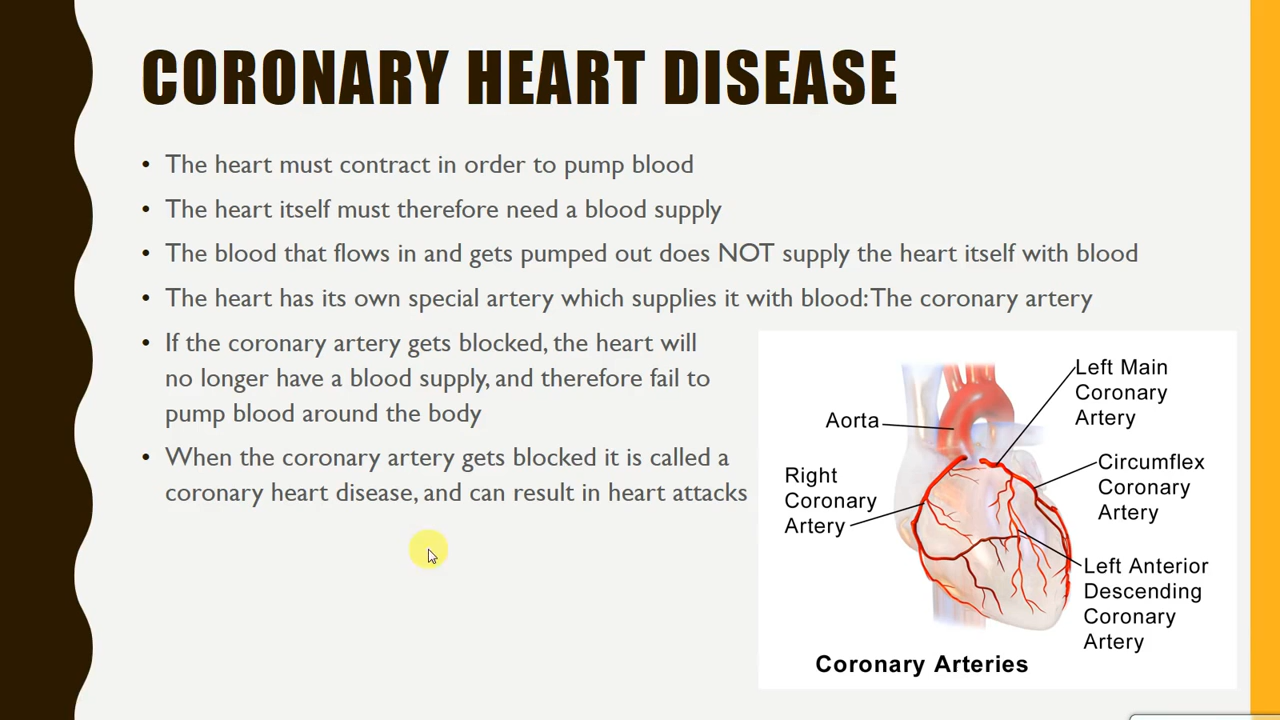 CORONARY HEART DISEASE
• The heart must contract in order to pump blood
• The heart itself must therefore need a blood supply
• The blood that flows in and gets pumped out does NOT supply the heart itself with blood
• The heart has its own special artery which supplies it with blood: The coronary artery
• If the coronary artery gets blocked, the heart will
no longer have a blood supply, and therefore fail to
pump blood around the body
• When the coronary artery gets blocked it is called a
coronary heart disease, and can result in heart attacks
Left Main
Coronary
Artery
Aorta
Circumflex
Coronary
Artery
Right
Coronary
Artery
Left Anterior
Descending
Coronary
Artery
Coronary Arteries